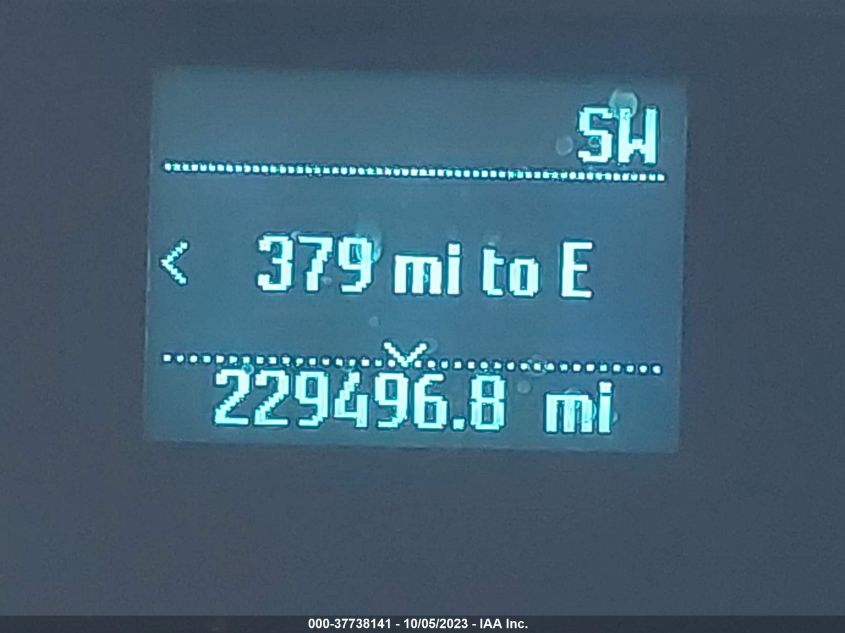 SW
< 379 mi to E
229496.8 mi
000-37738141 - 10/05/2023 - IAA Inc.